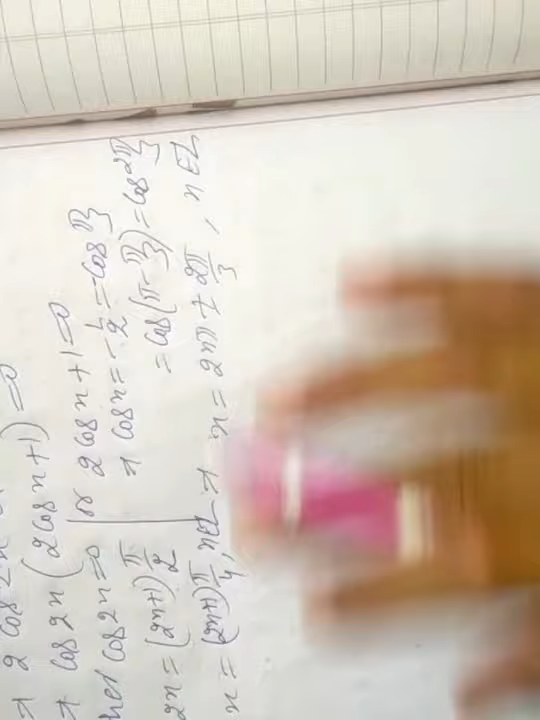 ⇒ 2 cos 2x
⇒ cos 2x (2 cos x + 1) = 0
cos 2x = 0 | or 2 cos x + 1 = 0
2x = (2n+1) π/2 | ⇒ cos x = -1/2 = -cos π/3
= cos(π - π/3) = cos 2π/3
x = (2n+1) π/4, n∈Z | ⇒ x = 2nπ ± 2π/3, n∈Z